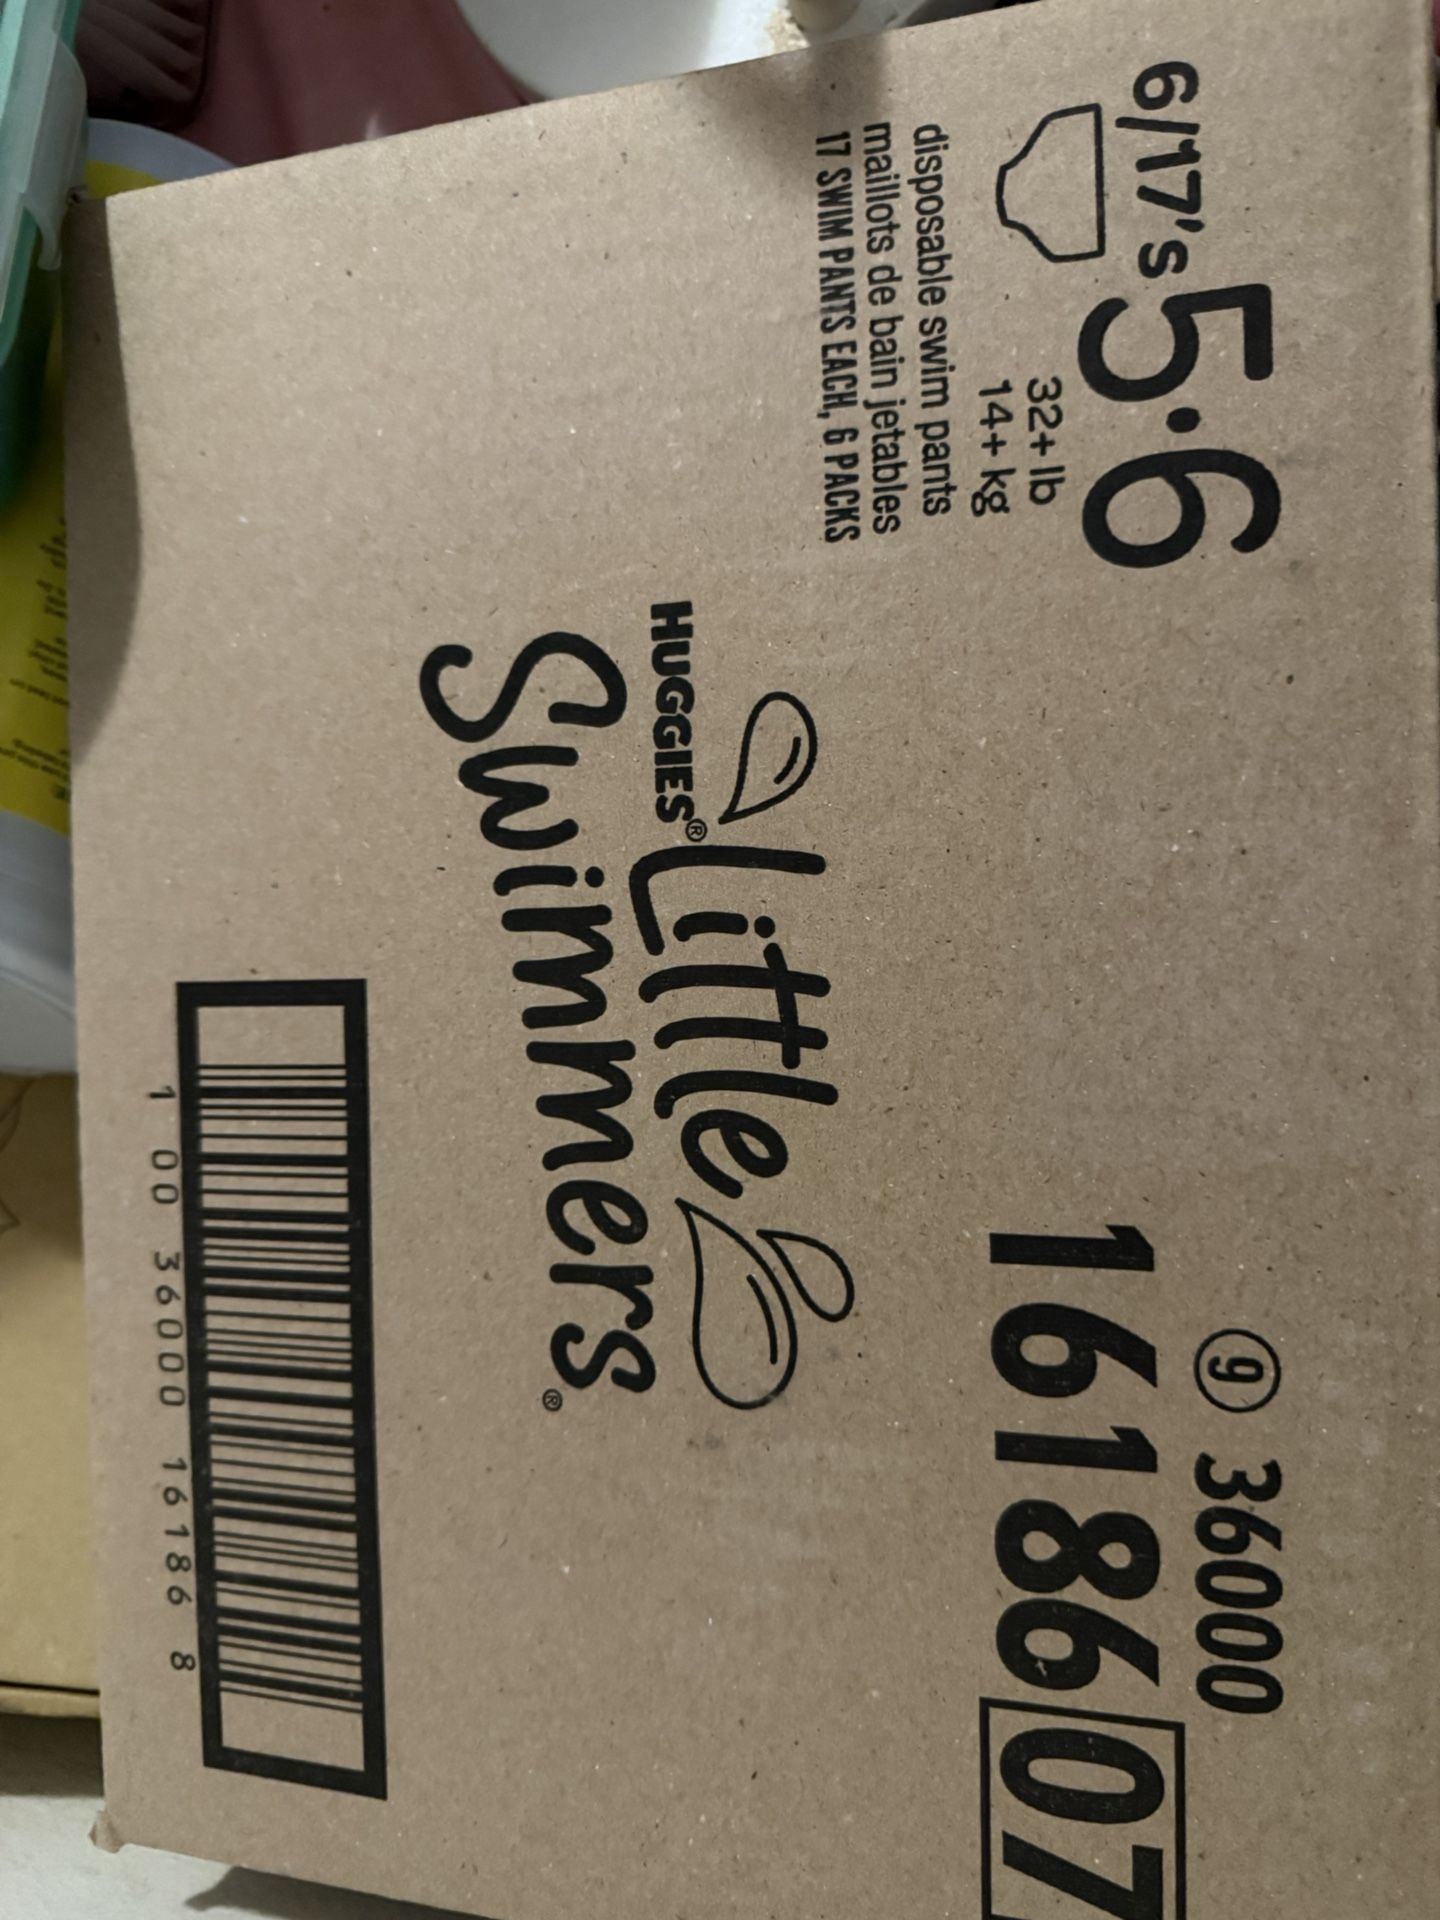 6/17's 5•6
32+ lb
14+ kg
disposable swim pants
maillots de bain jetables
17 SWIM PANTS EACH, 6 PACKS
⑨ 36000
16186 07
HUGGIES® Little
Swimmers®
1 00 36000 16186 8